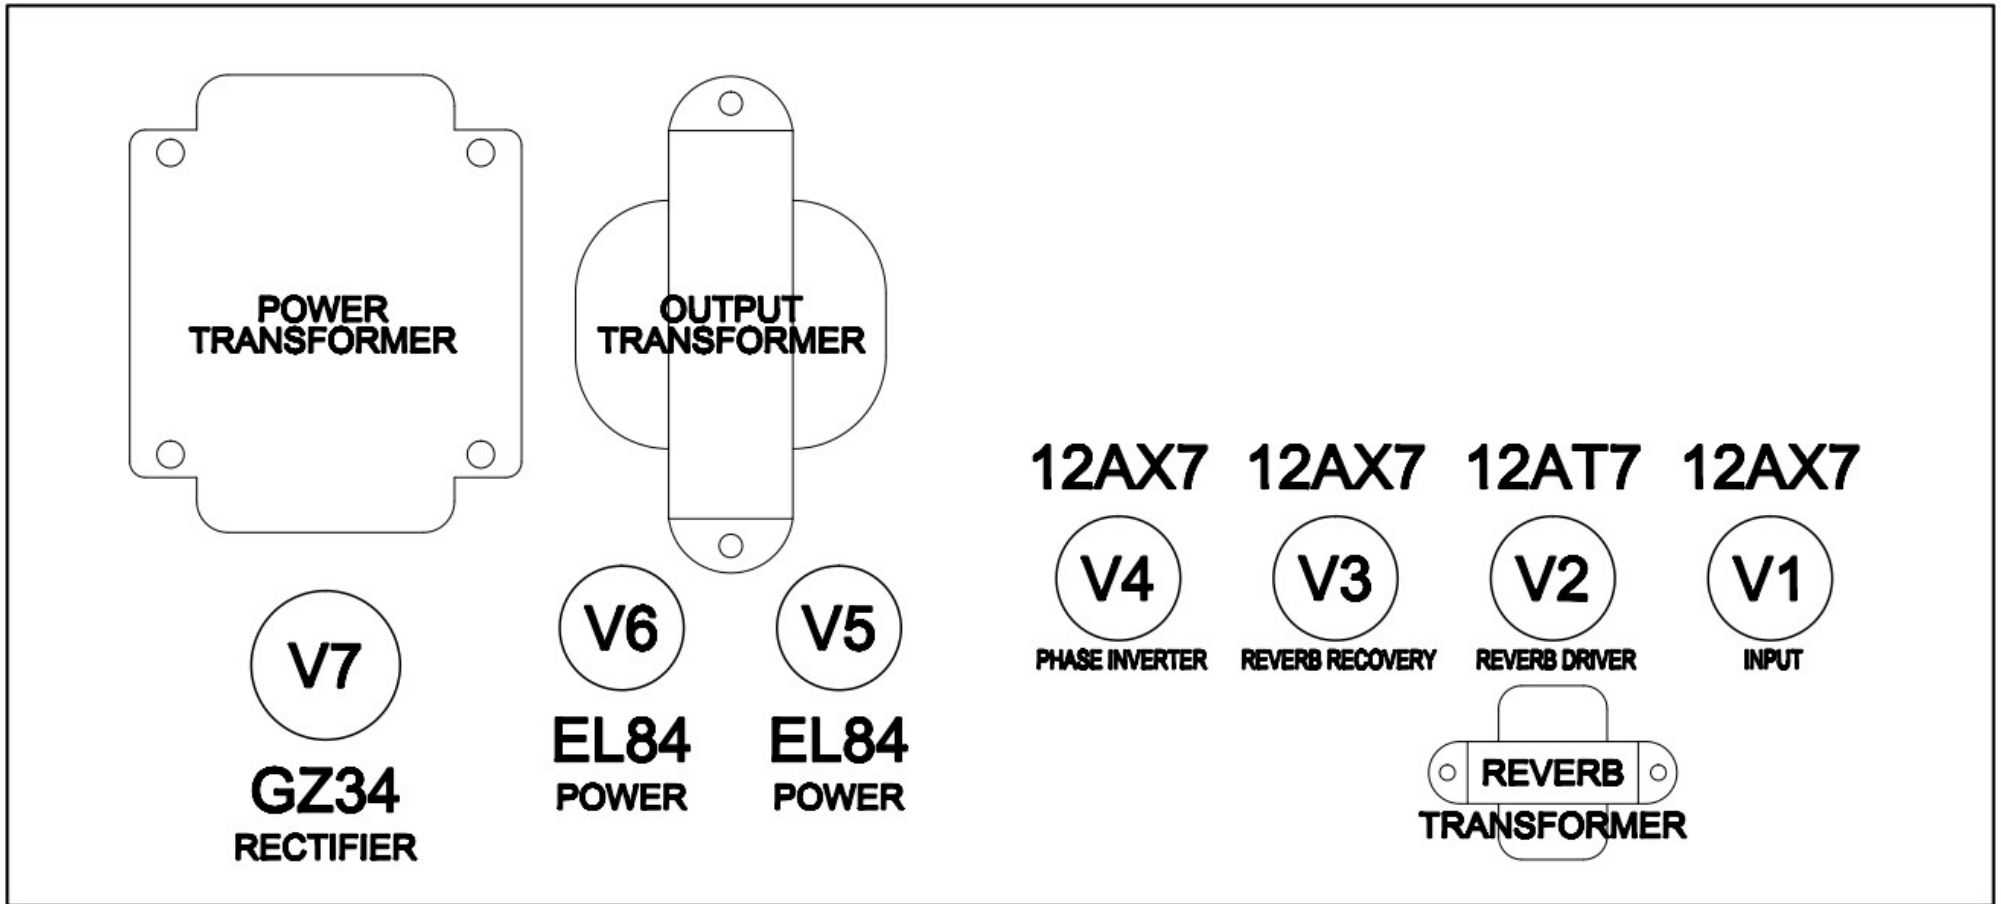 POWER
TRANSFORMER
OUTPUT
TRANSFORMER
12AX7 12AX7 12AT7 12AX7
V4 V3 V2 V1
PHASE INVERTER REVERB RECOVERY REVERB DRIVER INPUT
V7 V6 V5
EL84 EL84
POWER POWER
GZ34
RECTIFIER
REVERB
TRANSFORMER